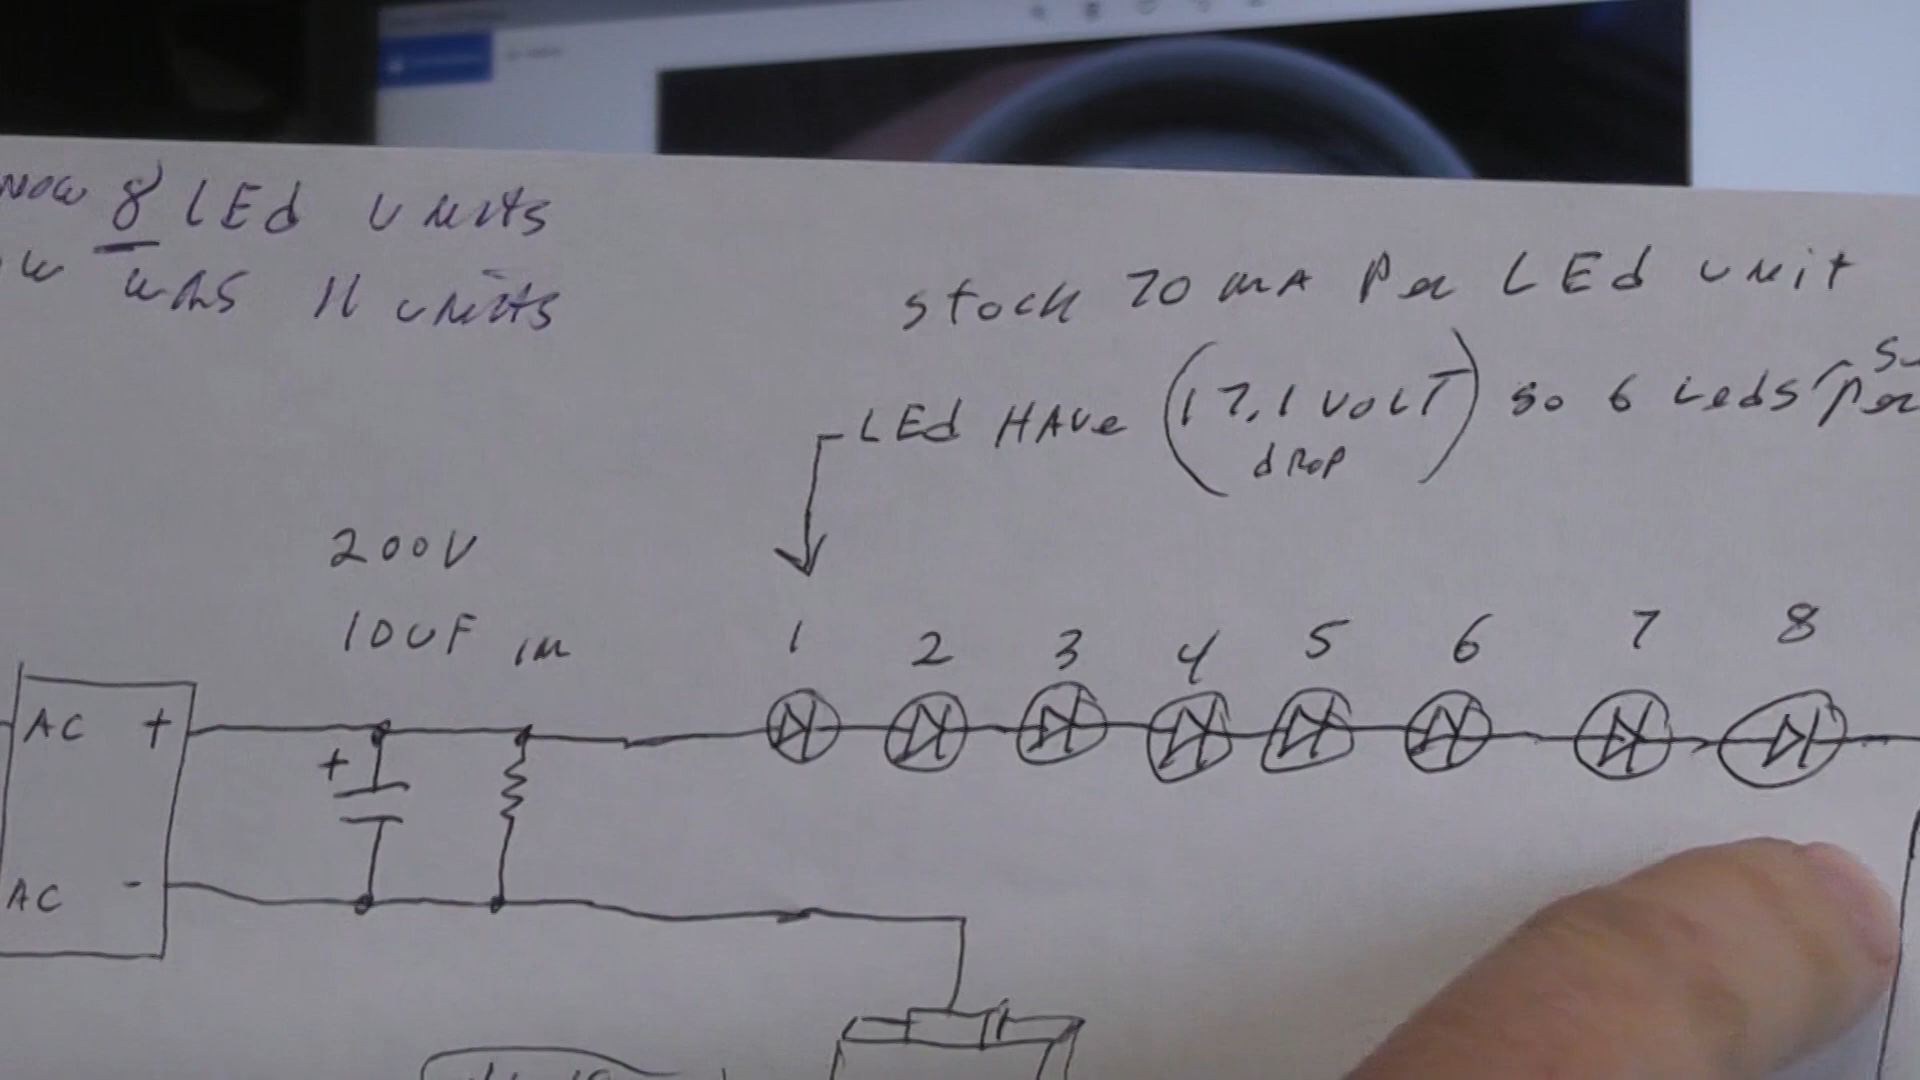 now 8 LEd units
was 11 units
stock 70 mA Per LEd unit
LEd HAVe (17.1 VOLT drop) so 6 Leds Per
200V
10UF 1M
1 2 3 4 5 6 7 8
AC +
+
AC -